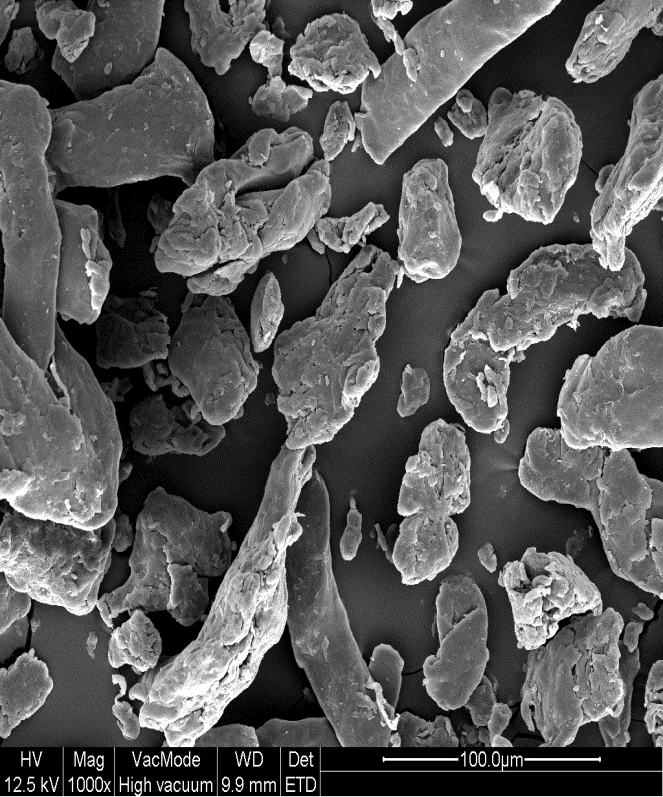 HV Mag VacMode WD Det
12.5 kV 1000x High vacuum 9.9 mm ETD
100.0µm